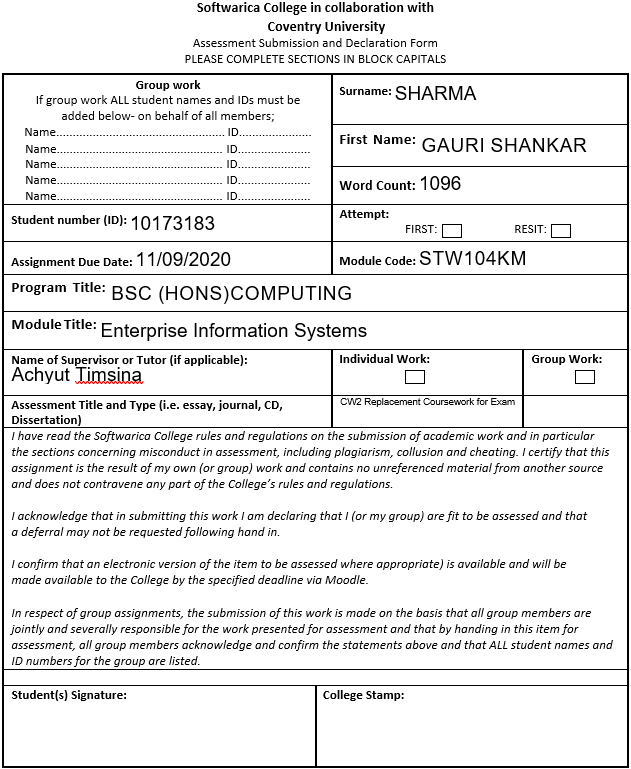 Softwarica College in collaboration with
Coventry University
Assessment Submission and Declaration Form
PLEASE COMPLETE SECTIONS IN BLOCK CAPITALS
Group work
If group work ALL student names and IDs must be
added below- on behalf of all members;
Name.................................................... ID.......................
Name.................................................... ID.......................
Name.................................................... ID.......................
Name.................................................... ID.......................
Name.................................................... ID.......................
Surname: SHARMA
First Name: GAURI SHANKAR
Word Count: 1096
Student number (ID): 10173183
Attempt:
FIRST: RESIT:
Assignment Due Date: 11/09/2020
Module Code: STW104KM
Program Title: BSC (HONS)COMPUTING
Module Title: Enterprise Information Systems
Name of Supervisor or Tutor (if applicable):
Achyut Timsina
Individual Work:
Group Work:
Assessment Title and Type (i.e. essay, journal, CD,
Dissertation)
CW2 Replacement Coursework for Exam
I have read the Softwarica College rules and regulations on the submission of academic work and in particular
the sections concerning misconduct in assessment, including plagiarism, collusion and cheating. I certify that this
assignment is the result of my own (or group) work and contains no unreferenced material from another source
and does not contravene any part of the College's rules and regulations.
I acknowledge that in submitting this work I am declaring that I (or my group) are fit to be assessed and that
a deferral may not be requested following hand in.
I confirm that an electronic version of the item to be assessed where appropriate) is available and will be
made available to the College by the specified deadline via Moodle.
In respect of group assignments, the submission of this work is made on the basis that all group members are
jointly and severally responsible for the work presented for assessment and that by handing in this item for
assessment, all group members acknowledge and confirm the statements above and that ALL student names and
ID numbers for the group are listed.
Student(s) Signature:
College Stamp: